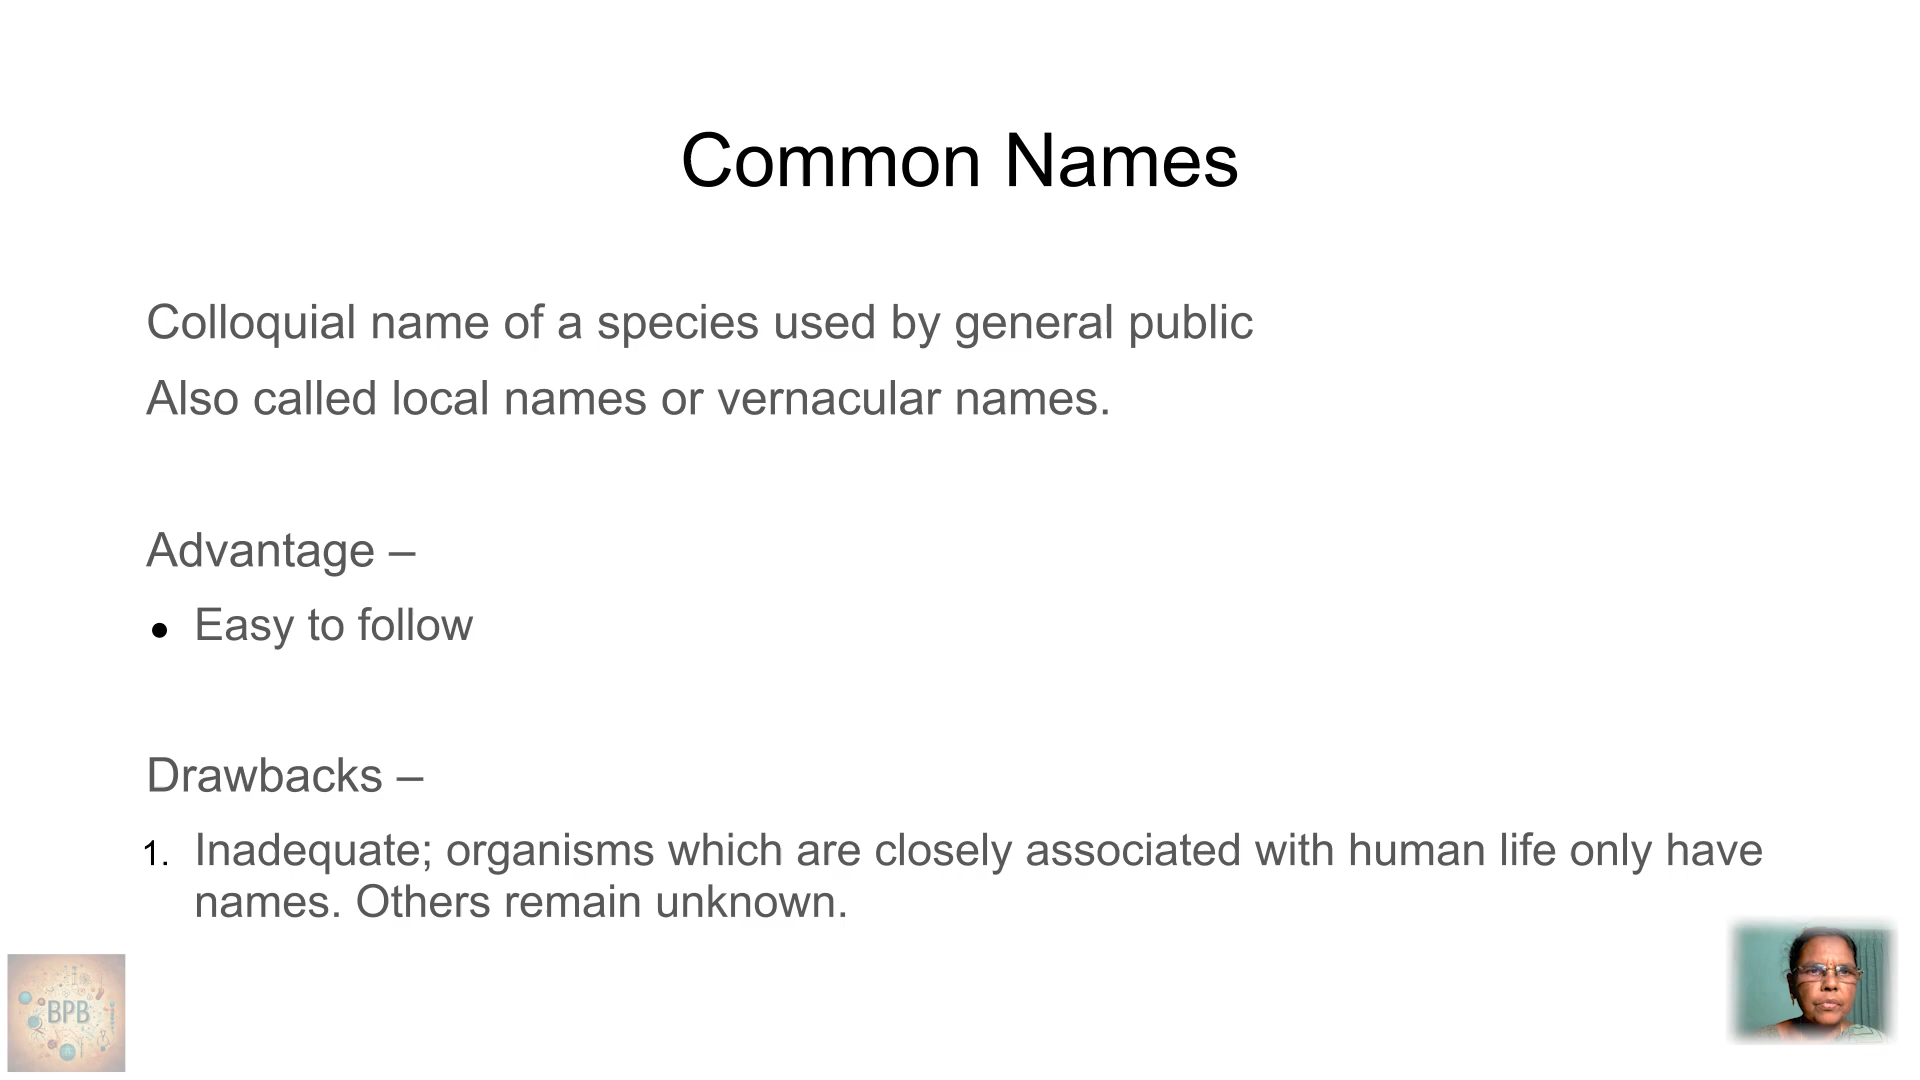 Common Names
Colloquial name of a species used by general public
Also called local names or vernacular names.
Advantage –
● Easy to follow
Drawbacks –
1. Inadequate; organisms which are closely associated with human life only have
names. Others remain unknown.
BPB